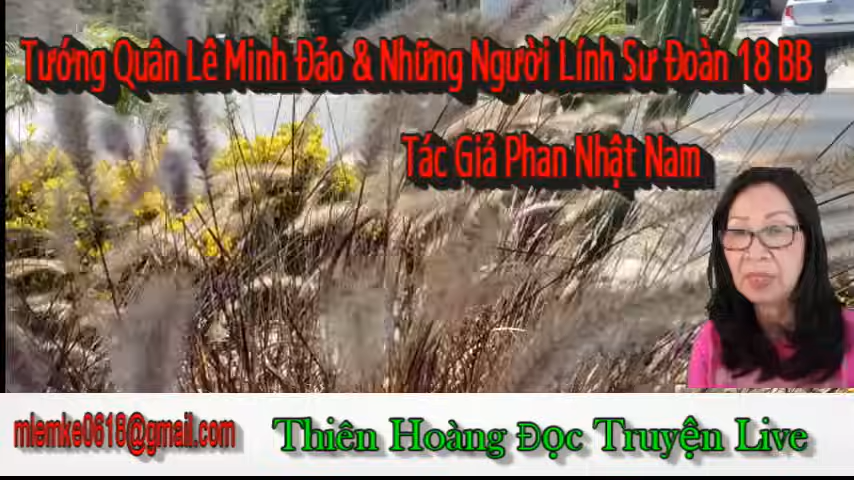 Tướng Quân Lê Minh Đảo & Những Người Lính Sư Đoàn 18 BB
Tác Giả Phan Nhật Nam
mlemke0618@gmail.com
Thiên Hoàng Đọc Truyện Live